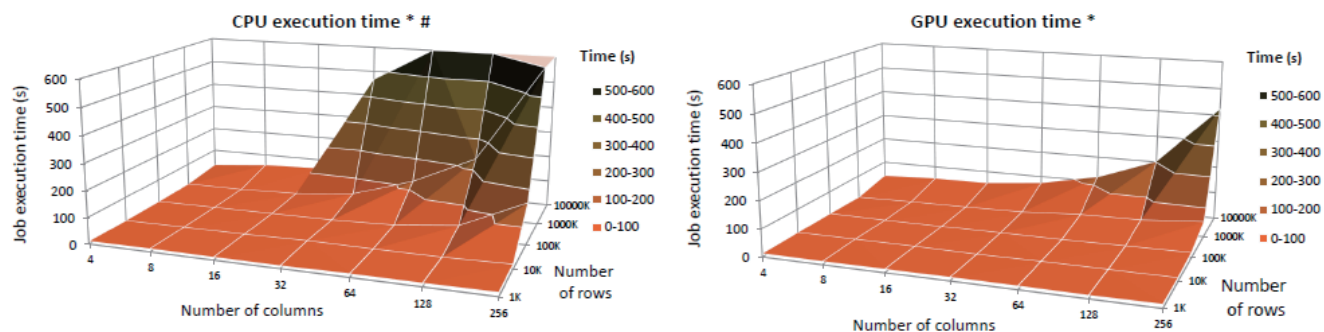 CPU execution time * #
Job execution time (s)
600
500
400
300
200
100
0
4
8
16
32
64
128
256
Number of columns
1K
10K
100K
1000K
10000K
Number
of rows
Time (s)
500-600
400-500
300-400
200-300
100-200
0-100
GPU execution time *
Job execution time (s)
600
500
400
300
200
100
0
4
8
16
32
64
128
256
Number of columns
1K
10K
100K
1000K
10000K
Number
of rows
Time (s)
500-600
400-500
300-400
200-300
100-200
0-100